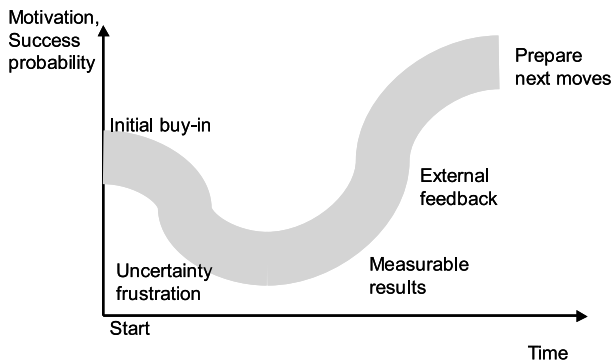 Motivation,
Success
probability
Initial buy-in
Prepare
next moves
External
feedback
Uncertainty
frustration
Measurable
results
Start
Time